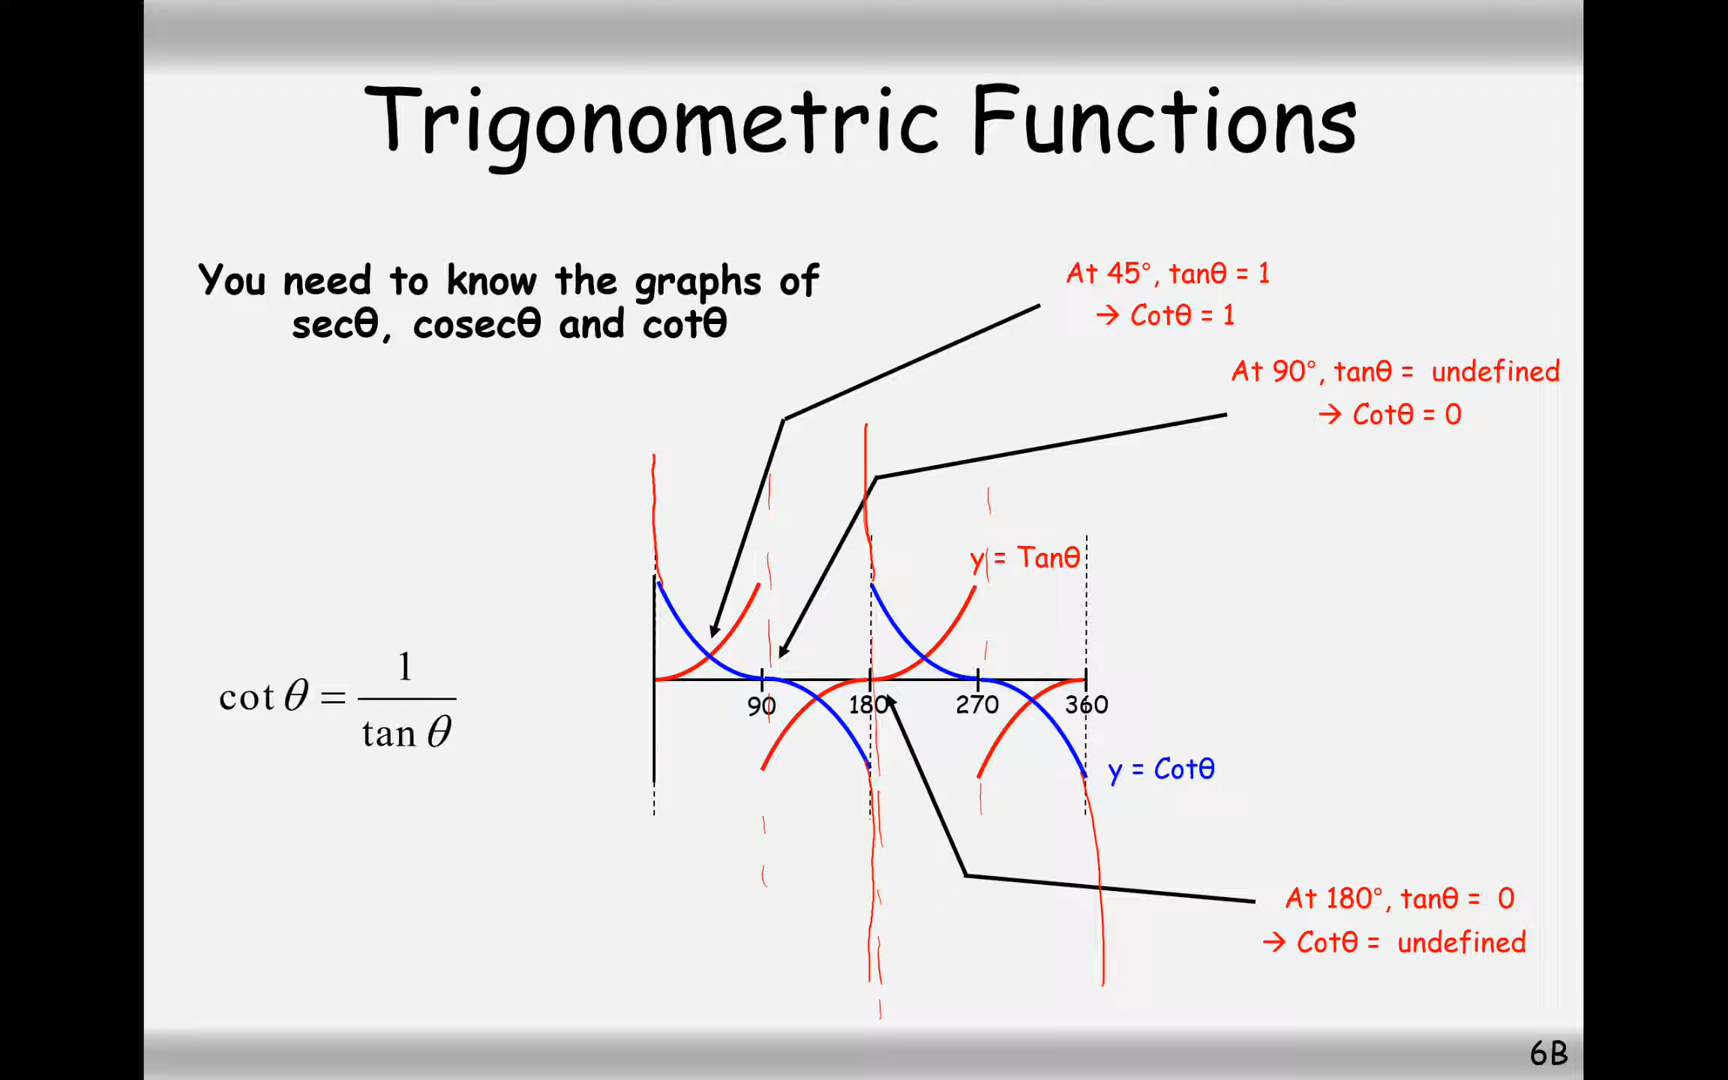 Trigonometric Functions
You need to know the graphs of
secθ, cosecθ and cotθ
At 45°, tanθ = 1
→ Cotθ = 1
At 90°, tanθ = undefined
→ Cotθ = 0
y = Tanθ
cot θ = 1 / tan θ
90 180 270 360
y = Cotθ
At 180°, tanθ = 0
→ Cotθ = undefined
6B